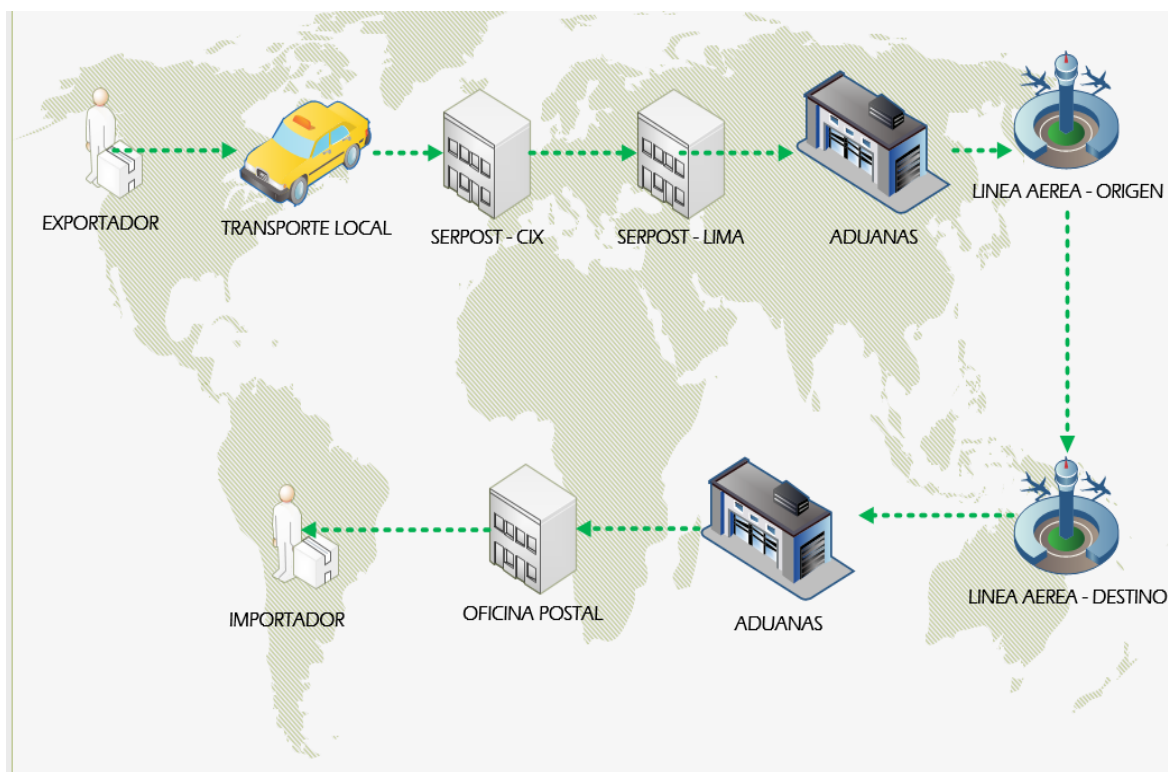 EXPORTADOR
TRANSPORTE LOCAL
SERPOST - CIX
SERPOST - LIMA
ADUANAS
LINEA AEREA - ORIGEN
IMPORTADOR
OFICINA POSTAL
ADUANAS
LINEA AEREA - DESTINO